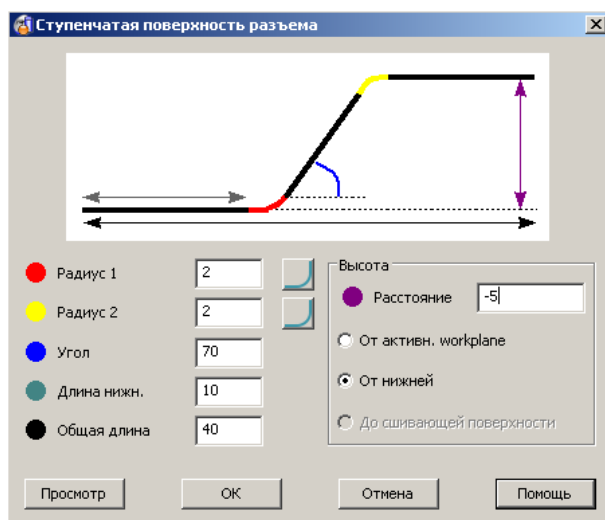 Ступенчатая поверхность разъема
Радиус 1 2
Радиус 2 2
Угол 70
Длина нижн. 10
Общая длина 40
Высота
Расстояние -5
От активн. workplane
От нижней
До сшивающей поверхности
Просмотр ОК Отмена Помощь